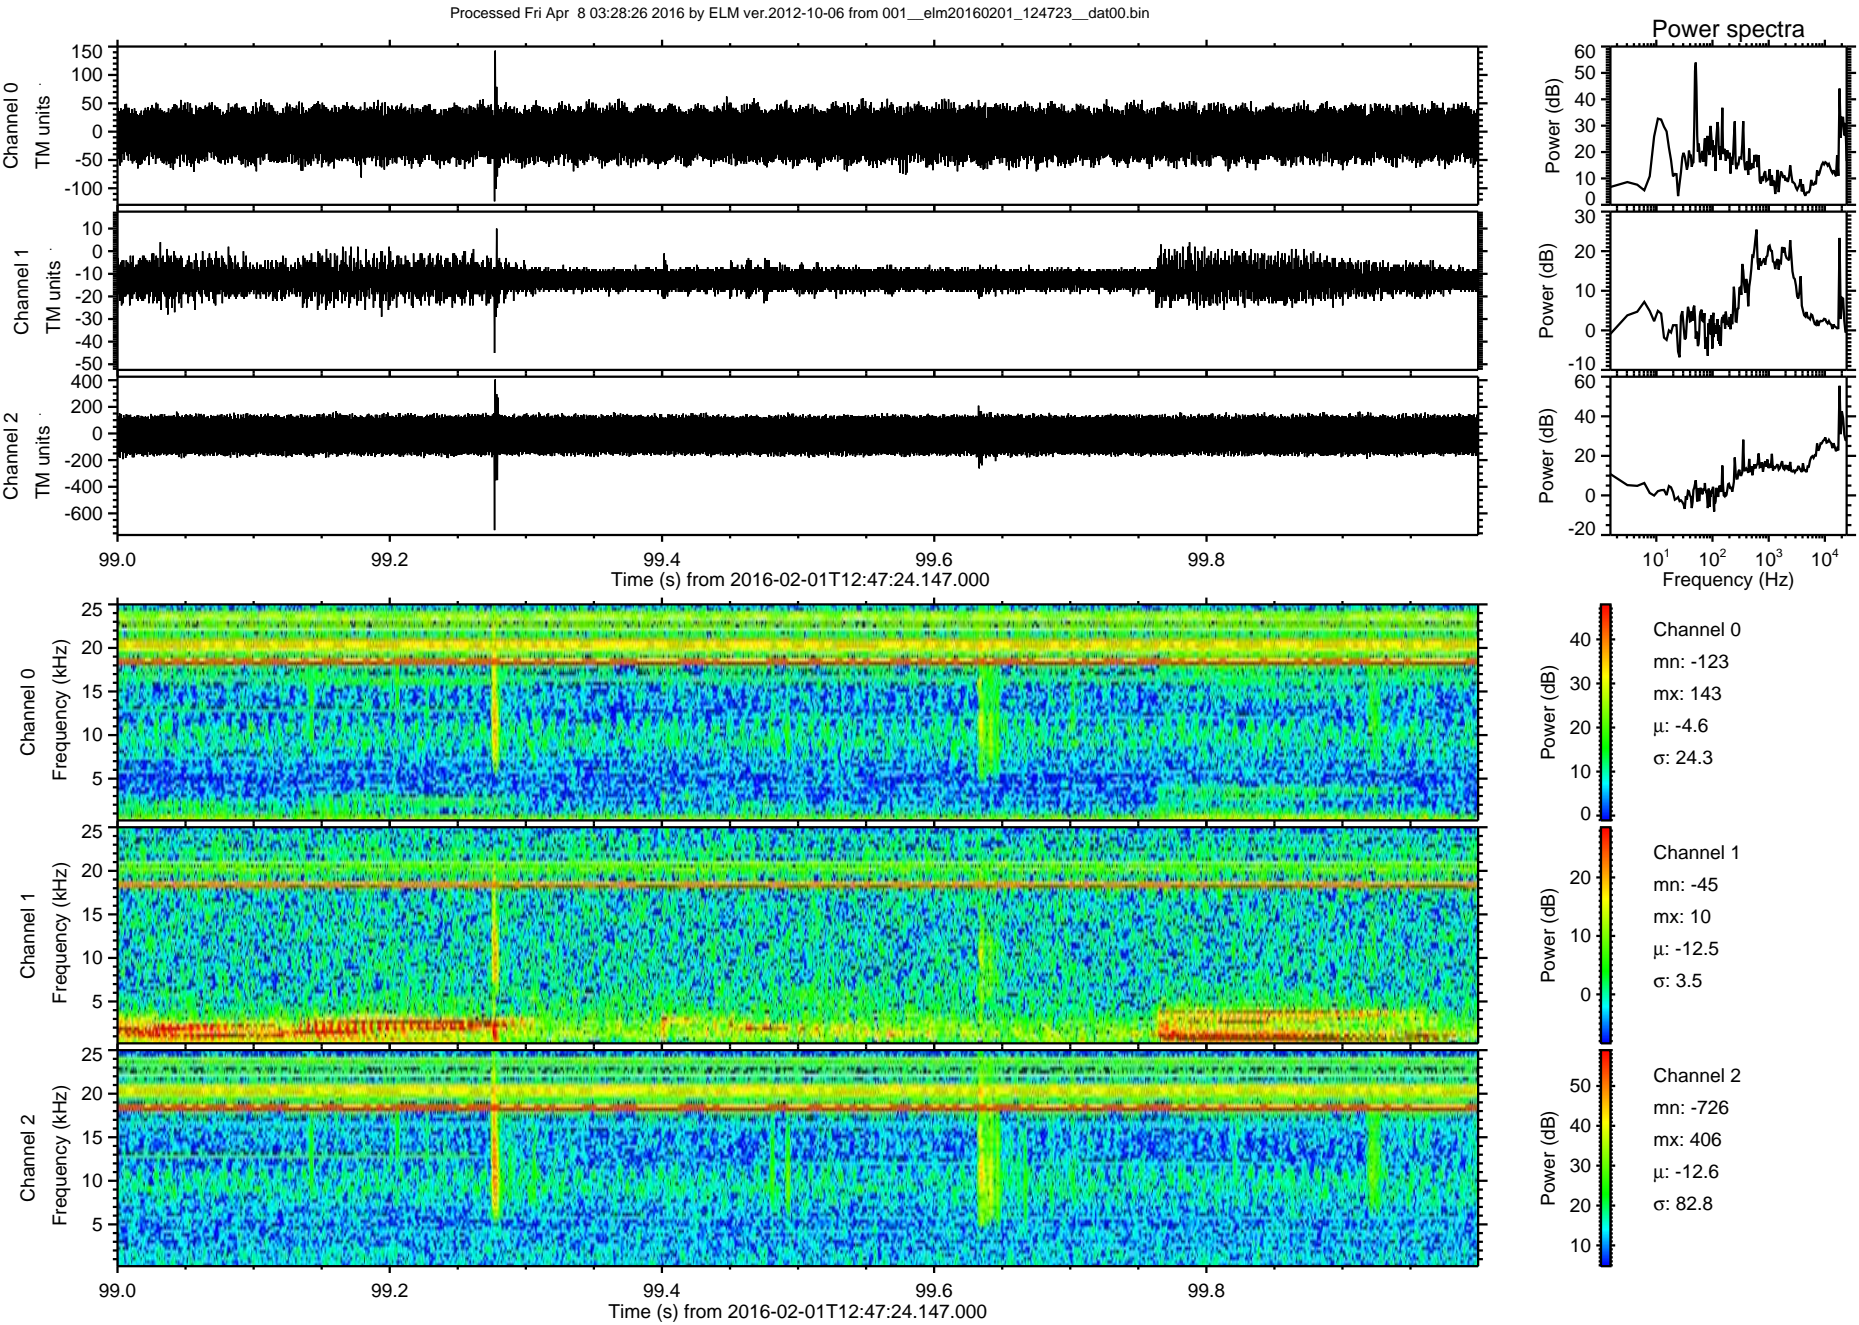 Processed Fri Apr  8 03:28:26 2016 by ELM ver.2012-10-06 from 001__elm20160201_124723__dat00.bin
Power spectra
Channel 0
TM units
150
100
50
0
-50
-100
Power (dB)
60
50
40
30
20
10
0
Channel 1
TM units
10
0
-10
-20
-30
-40
-50
Power (dB)
30
20
10
0
-10
Channel 2
TM units
400
200
0
-200
-400
-600
Power (dB)
60
40
20
0
-20
99.0 99.2 99.4 99.6 99.8
Time (s) from 2016-02-01T12:47:24.147.000
10¹ 10² 10³ 10⁴
Frequency (Hz)
Channel 0
Frequency (kHz)
25
20
15
10
5
Power (dB)
40
30
20
10
0
Channel 0
mn: -123
mx: 143
μ: -4.6
σ: 24.3
Channel 1
Frequency (kHz)
25
20
15
10
5
Power (dB)
20
10
0
Channel 1
mn: -45
mx: 10
μ: -12.5
σ: 3.5
Channel 2
Frequency (kHz)
25
20
15
10
5
Power (dB)
50
40
30
20
10
Channel 2
mn: -726
mx: 406
μ: -12.6
σ: 82.8
99.0 99.2 99.4 99.6 99.8
Time (s) from 2016-02-01T12:47:24.147.000